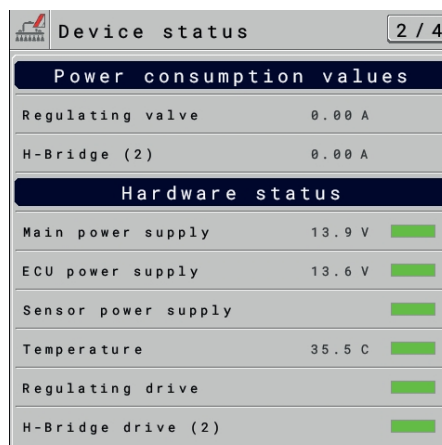 Device status 2 / 4
Power consumption values
Regulating valve 0.00 A
H-Bridge (2) 0.00 A
Hardware status
Main power supply 13.9 V
ECU power supply 13.6 V
Sensor power supply
Temperature 35.5 C
Regulating drive
H-Bridge drive (2)